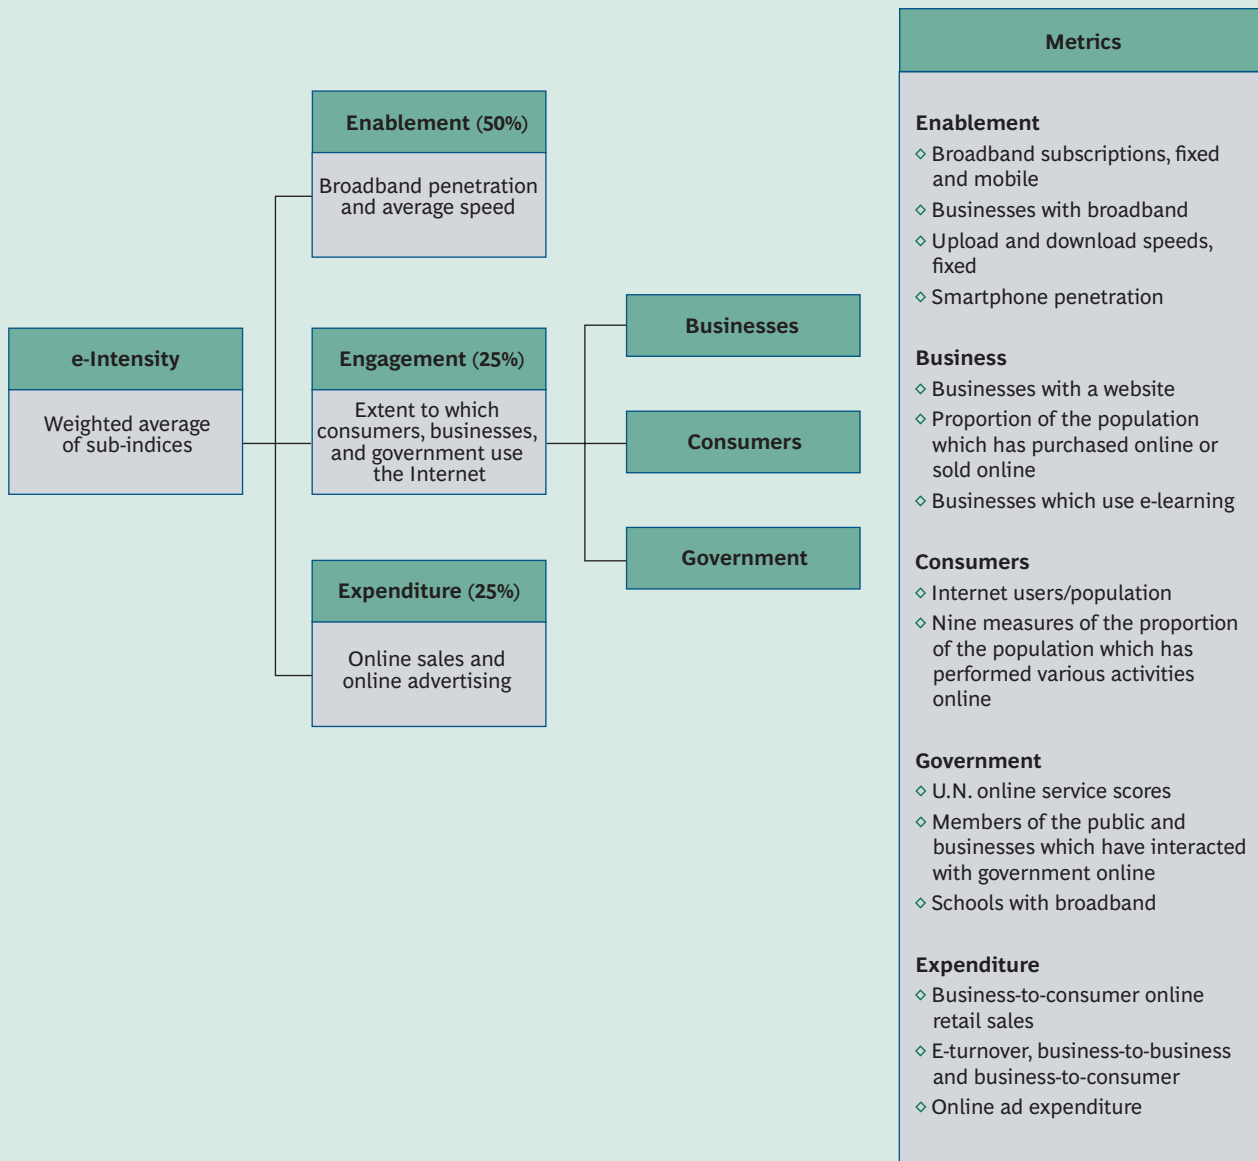 e-Intensity
Weighted average
of sub-indices
Enablement (50%)
Broadband penetration
and average speed
Engagement (25%)
Extent to which
consumers, businesses,
and government use
the Internet
Expenditure (25%)
Online sales and
online advertising
Businesses
Consumers
Government
Metrics
Enablement
◇ Broadband subscriptions, fixed
and mobile
◇ Businesses with broadband
◇ Upload and download speeds,
fixed
◇ Smartphone penetration
Business
◇ Businesses with a website
◇ Proportion of the population
which has purchased online or
sold online
◇ Businesses which use e-learning
Consumers
◇ Internet users/population
◇ Nine measures of the proportion
of the population which has
performed various activities
online
Government
◇ U.N. online service scores
◇ Members of the public and
businesses which have interacted
with government online
◇ Schools with broadband
Expenditure
◇ Business-to-consumer online
retail sales
◇ E-turnover, business-to-business
and business-to-consumer
◇ Online ad expenditure